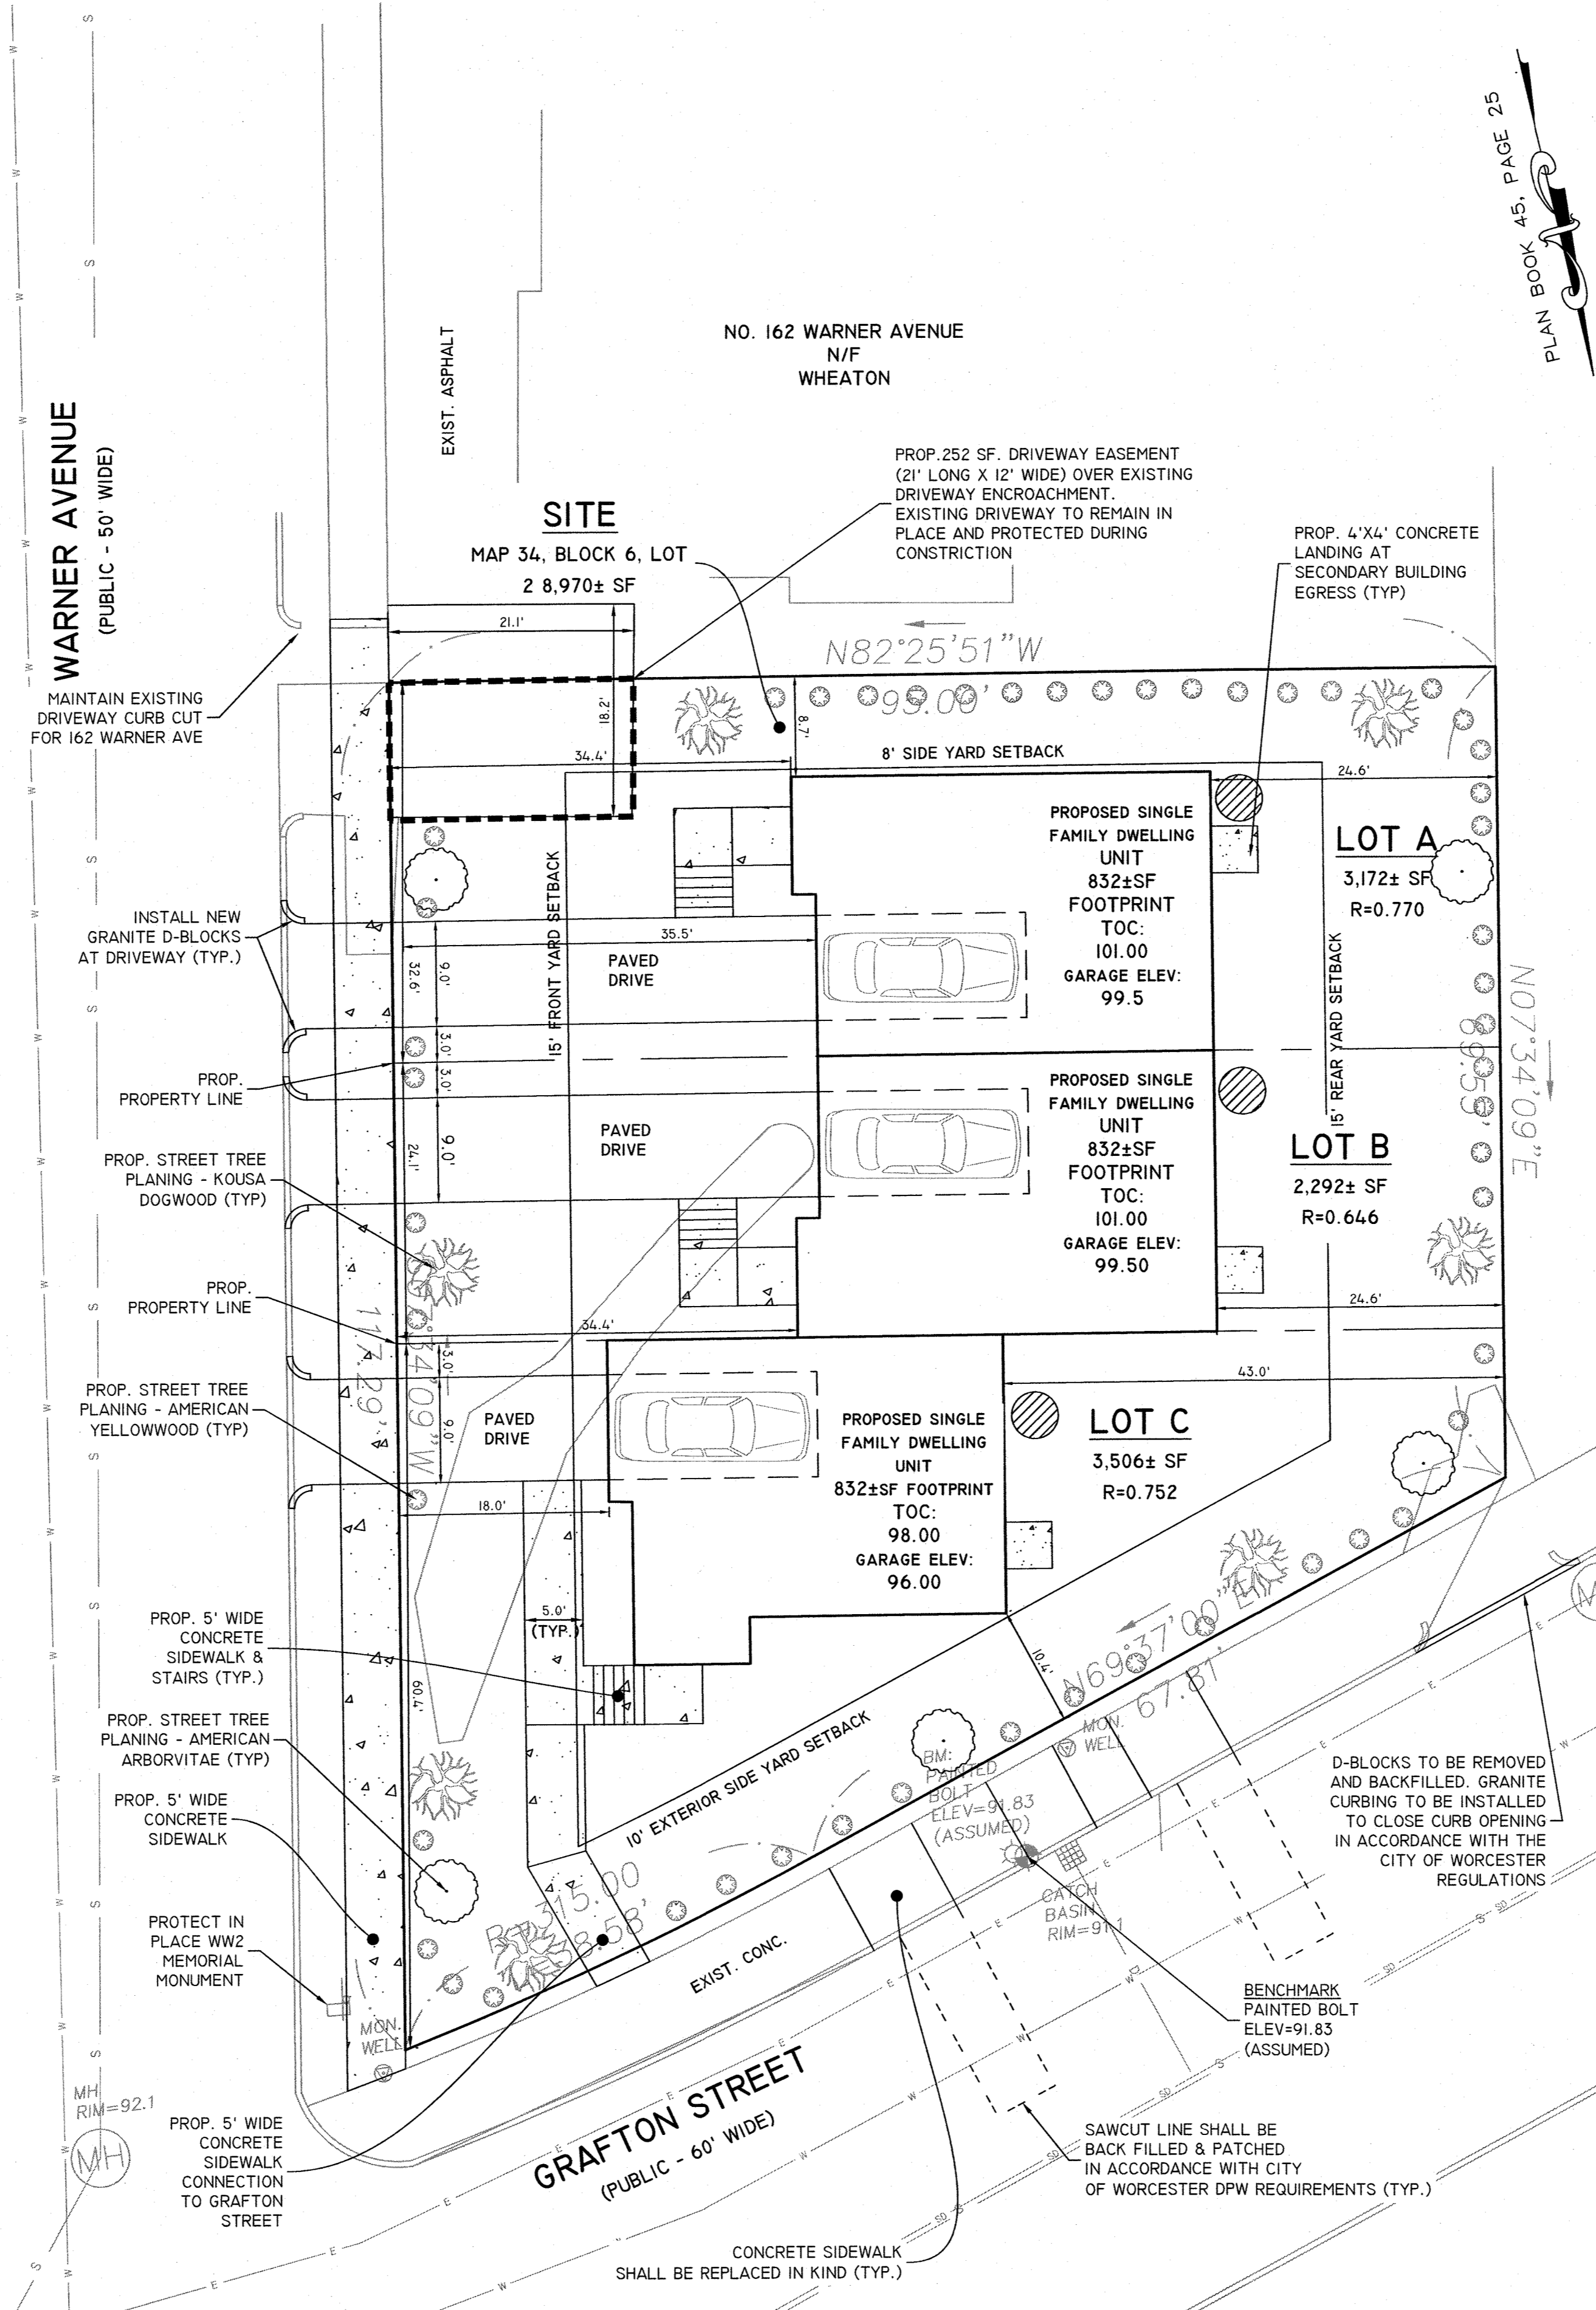 PLAN BOOK 45, PAGE 25
WARNER AVENUE
(PUBLIC - 50' WIDE)
EXIST. ASPHALT
NO. 162 WARNER AVENUE
N/F
WHEATON
SITE
MAP 34, BLOCK 6, LOT
2 8,970± SF
PROP.252 SF. DRIVEWAY EASEMENT
(21' LONG X 12' WIDE) OVER EXISTING
DRIVEWAY ENCROACHMENT.
EXISTING DRIVEWAY TO REMAIN IN
PLACE AND PROTECTED DURING
CONSTRICTION
PROP. 4'X4' CONCRETE
LANDING AT
SECONDARY BUILDING
EGRESS (TYP)
21.1'
N82°25'51"W
99.00'
MAINTAIN EXISTING
DRIVEWAY CURB CUT
FOR 162 WARNER AVE
18.2'
8.7'
34.4'
8' SIDE YARD SETBACK
24.6'
PROPOSED SINGLE
FAMILY DWELLING
UNIT
832±SF
FOOTPRINT
TOC:
101.00
GARAGE ELEV:
99.5
LOT A
3,172± SF
R=0.770
15' FRONT YARD SETBACK
INSTALL NEW
GRANITE D-BLOCKS
AT DRIVEWAY (TYP.)
35.5'
PAVED
DRIVE
32.6'
9.0'
3.0'
3.0'
15' REAR YARD SETBACK
N07°34'09"E
89.53'
PROP.
PROPERTY LINE
PROPOSED SINGLE
FAMILY DWELLING
UNIT
832±SF
FOOTPRINT
TOC:
101.00
GARAGE ELEV:
99.50
PAVED
DRIVE
24.1'
9.0'
LOT B
2,292± SF
R=0.646
PROP. STREET TREE
PLANING - KOUSA
DOGWOOD (TYP)
PROP.
PROPERTY LINE
34.4'
24.6'
117.29'
S07°34'09"W
3.0'
9.0'
43.0'
PROP. STREET TREE
PLANING - AMERICAN
YELLOWWOOD (TYP)
PAVED
DRIVE
PROPOSED SINGLE
FAMILY DWELLING
UNIT
832±SF FOOTPRINT
TOC:
98.00
GARAGE ELEV:
96.00
LOT C
3,506± SF
R=0.752
18.0'
5.0'
(TYP.)
PROP. 5' WIDE
CONCRETE
SIDEWALK &
STAIRS (TYP.)
60.4'
10.4'
N69°37'00"E
67.81'
PROP. STREET TREE
PLANING - AMERICAN
ARBORVITAE (TYP)
10' EXTERIOR SIDE YARD SETBACK
MON.
WELL
BM:
PAINTED
BOLT
ELEV=91.83
(ASSUMED)
D-BLOCKS TO BE REMOVED
AND BACKFILLED. GRANITE
CURBING TO BE INSTALLED
TO CLOSE CURB OPENING
IN ACCORDANCE WITH THE
CITY OF WORCESTER
REGULATIONS
PROP. 5' WIDE
CONCRETE
SIDEWALK
R=315.00
38.58'
CATCH
BASIN
RIM=91.1
PROTECT IN
PLACE WW2
MEMORIAL
MONUMENT
EXIST. CONC.
MON.
WELL
BENCHMARK
PAINTED BOLT
ELEV=91.83
(ASSUMED)
MH
RIM=92.1
MH
GRAFTON STREET
(PUBLIC - 60' WIDE)
PROP. 5' WIDE
CONCRETE
SIDEWALK
CONNECTION
TO GRAFTON
STREET
SAWCUT LINE SHALL BE
BACK FILLED & PATCHED
IN ACCORDANCE WITH CITY
OF WORCESTER DPW REQUIREMENTS (TYP.)
CONCRETE SIDEWALK
SHALL BE REPLACED IN KIND (TYP.)